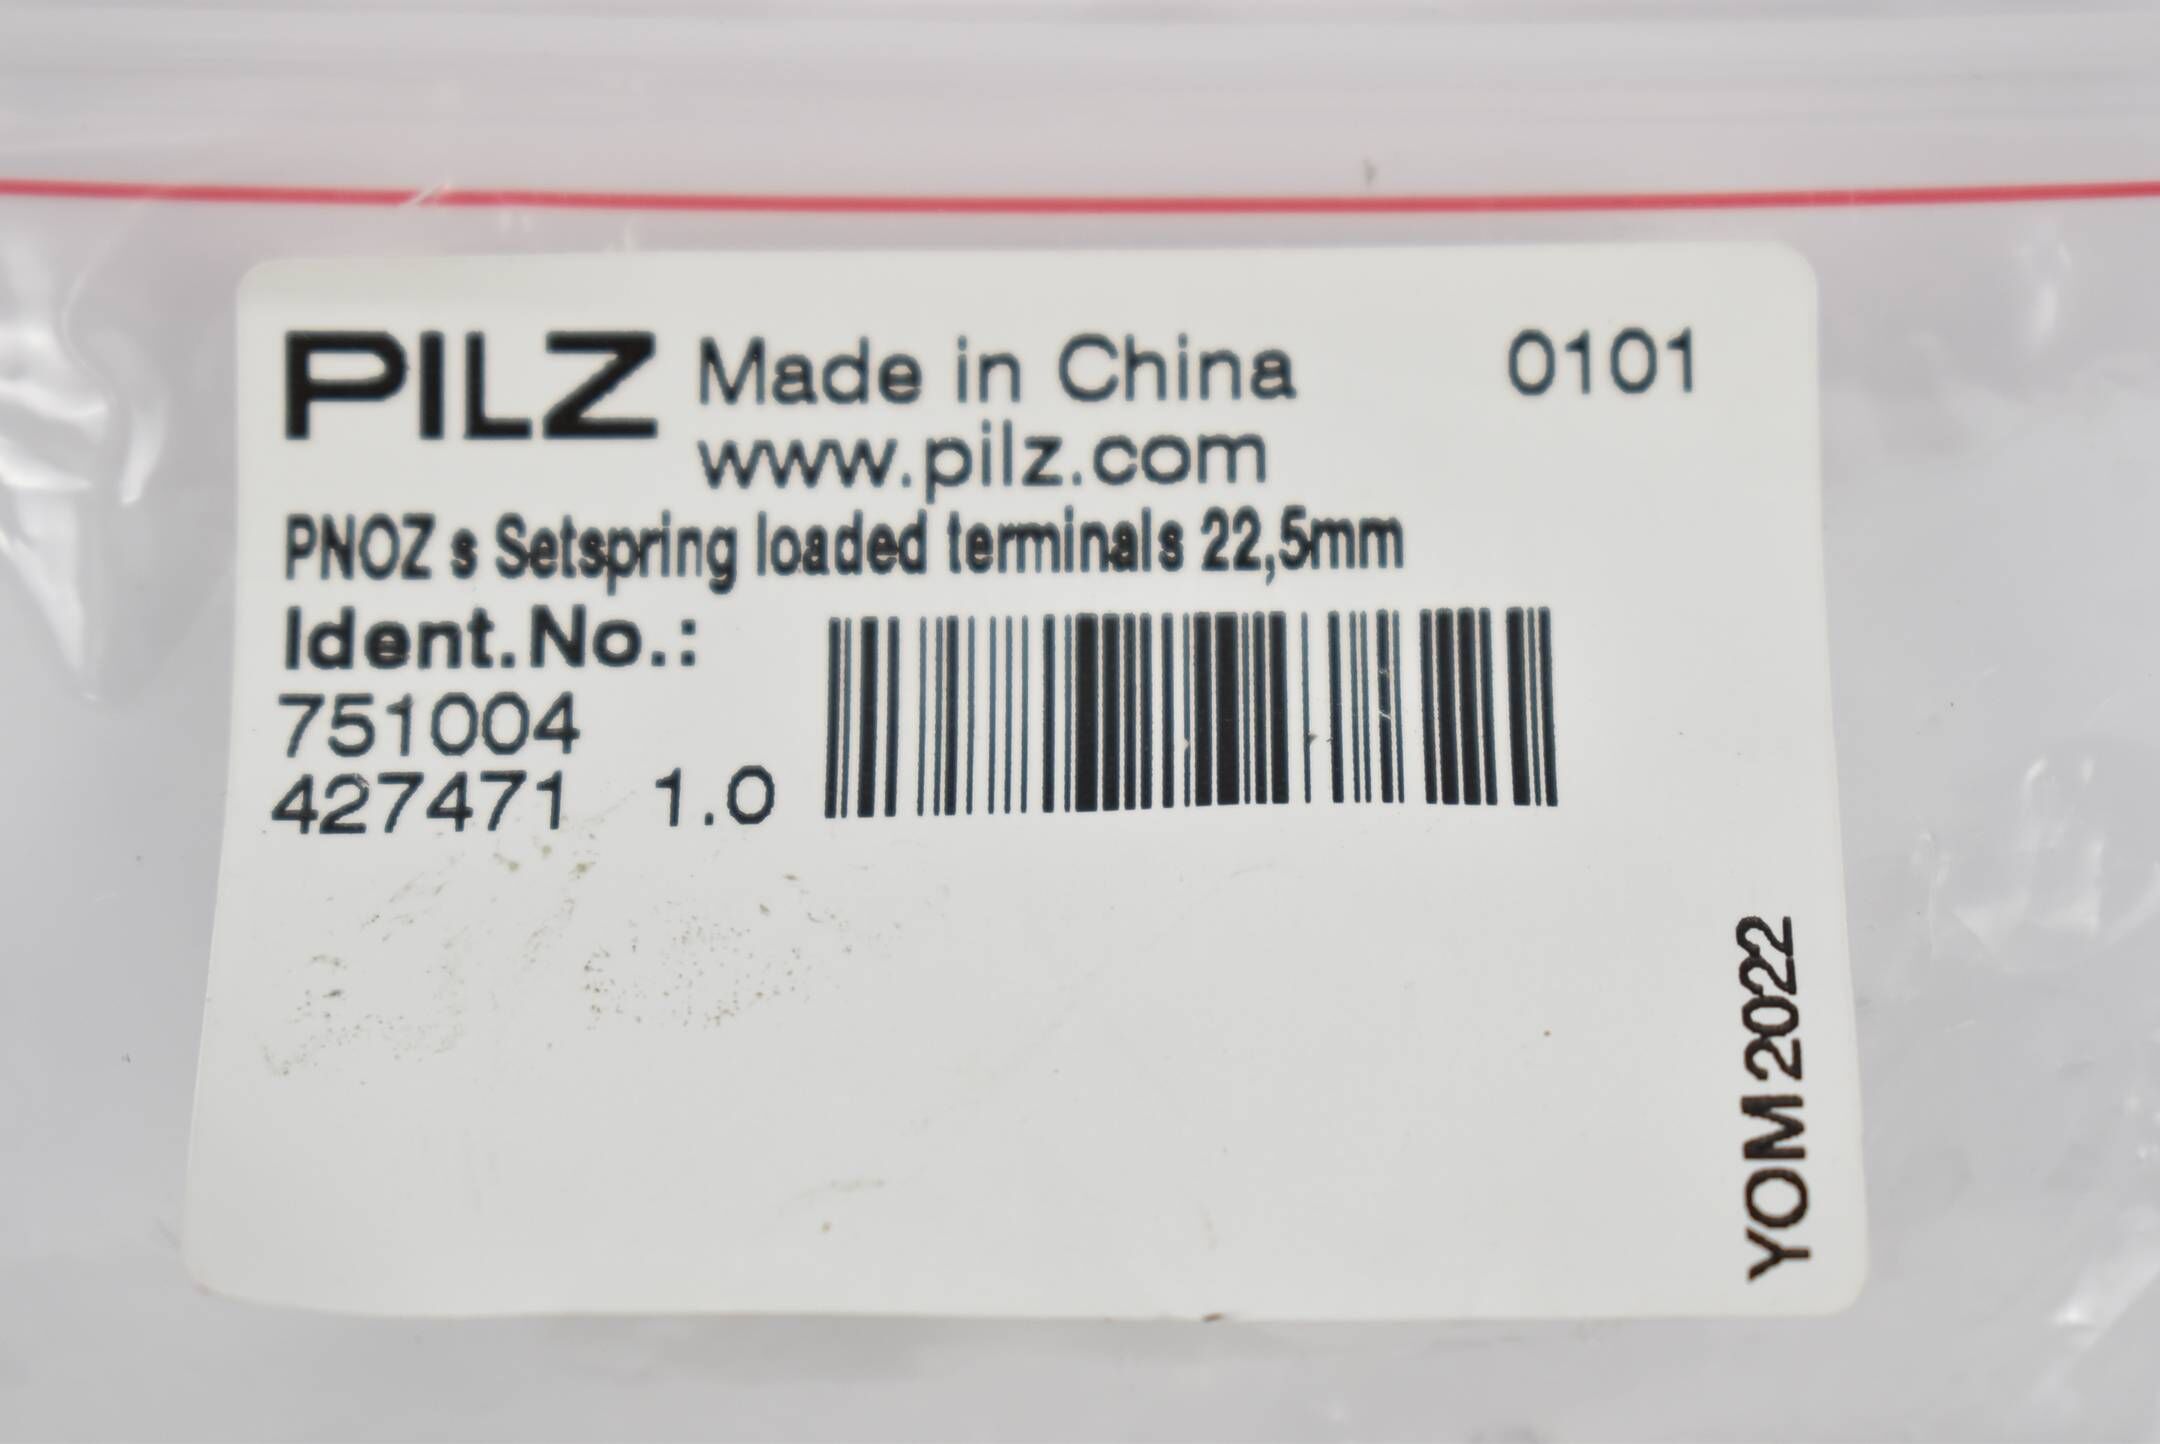 PILZ Made in China 0101
www.pilz.com
PNOZ s Setspring loaded terminals 22,5mm
Ident.No.:
751004
427471 1.0
YOM 2022